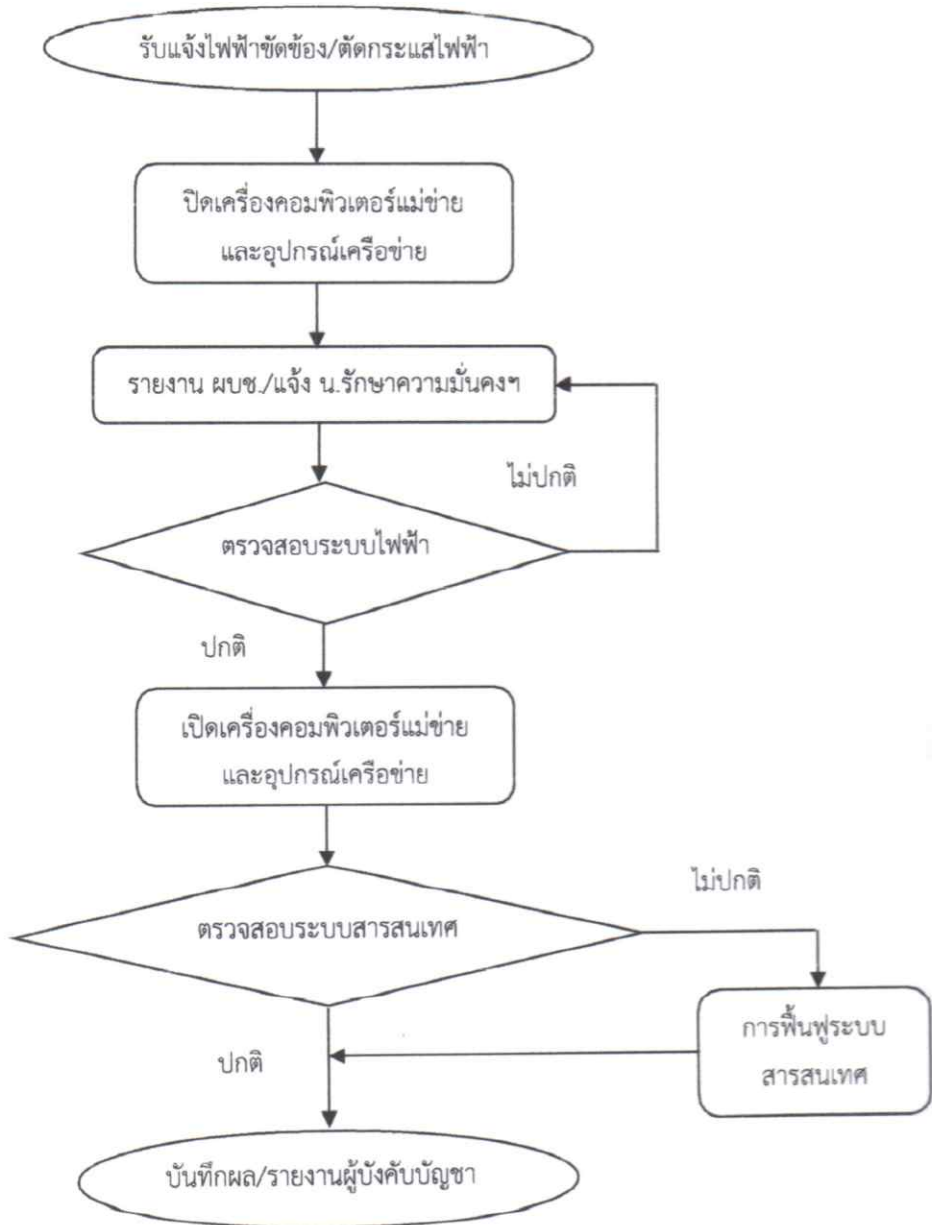 รับแจ้งไฟฟ้าขัดข้อง/ตัดกระแสไฟฟ้า
ปิดเครื่องคอมพิวเตอร์แม่ข่าย
และอุปกรณ์เครือข่าย
รายงาน ผบช./แจ้ง น.รักษาความมั่นคงฯ
ไม่ปกติ
ตรวจสอบระบบไฟฟ้า
ปกติ
เปิดเครื่องคอมพิวเตอร์แม่ข่าย
และอุปกรณ์เครือข่าย
ไม่ปกติ
ตรวจสอบระบบสารสนเทศ
การฟื้นฟูระบบ
สารสนเทศ
ปกติ
บันทึกผล/รายงานผู้บังคับบัญชา